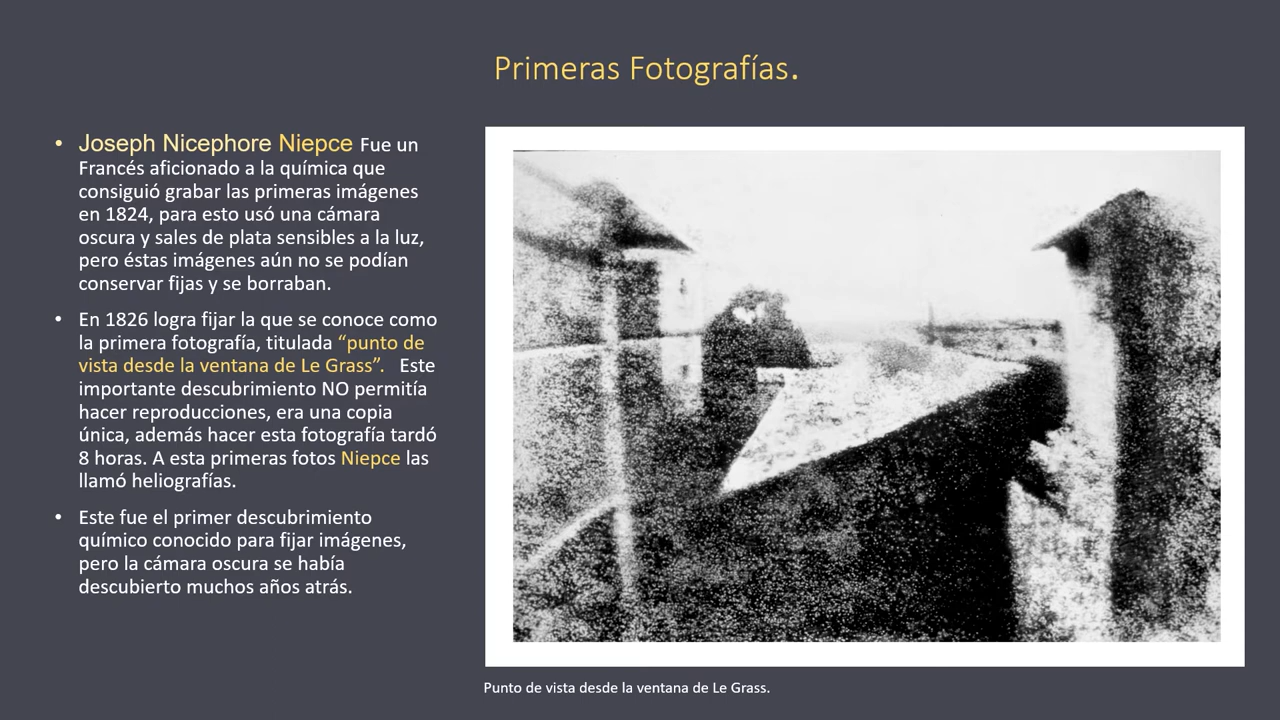 Primeras Fotografías.
• Joseph Nicephore Niepce Fue un
Francés aficionado a la química que
consiguió grabar las primeras imágenes
en 1824, para esto usó una cámara
oscura y sales de plata sensibles a la luz,
pero éstas imágenes aún no se podían
conservar fijas y se borraban.
• En 1826 logra fijar la que se conoce como
la primera fotografía, titulada “punto de
vista desde la ventana de Le Grass”. Este
importante descubrimiento NO permitía
hacer reproducciones, era una copia
única, además hacer esta fotografía tardó
8 horas. A esta primeras fotos Niepce las
llamó heliografías.
• Este fue el primer descubrimiento
químico conocido para fijar imágenes,
pero la cámara oscura se había
descubierto muchos años atrás.
Punto de vista desde la ventana de Le Grass.